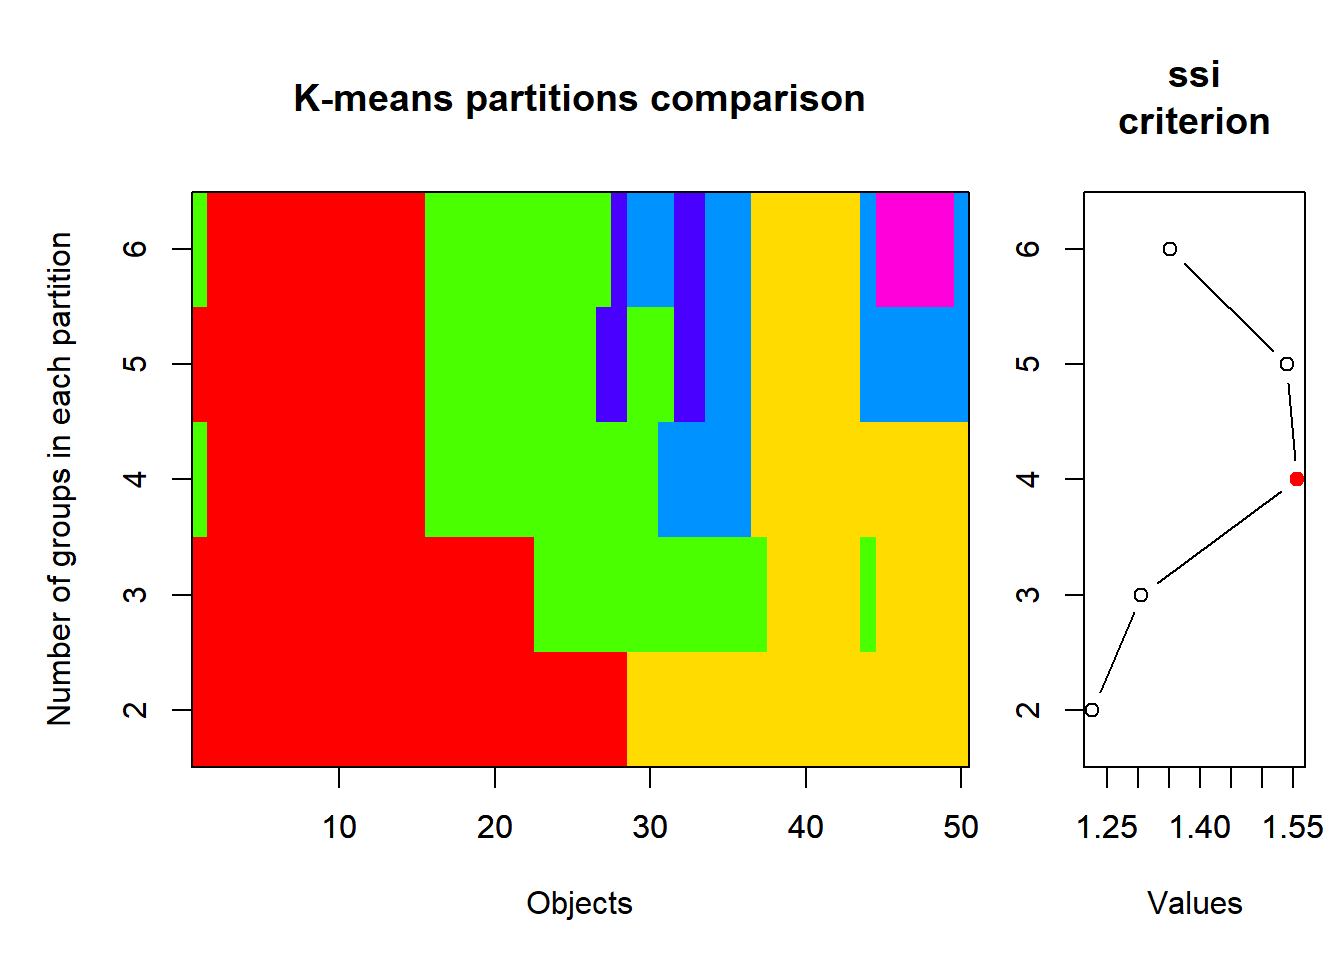 K-means partitions comparison
ssi
criterion
Number of groups in each partition
6
5
4
3
2
10 20 30 40 50
Objects
6
5
4
3
2
1.25 1.40 1.55
Values